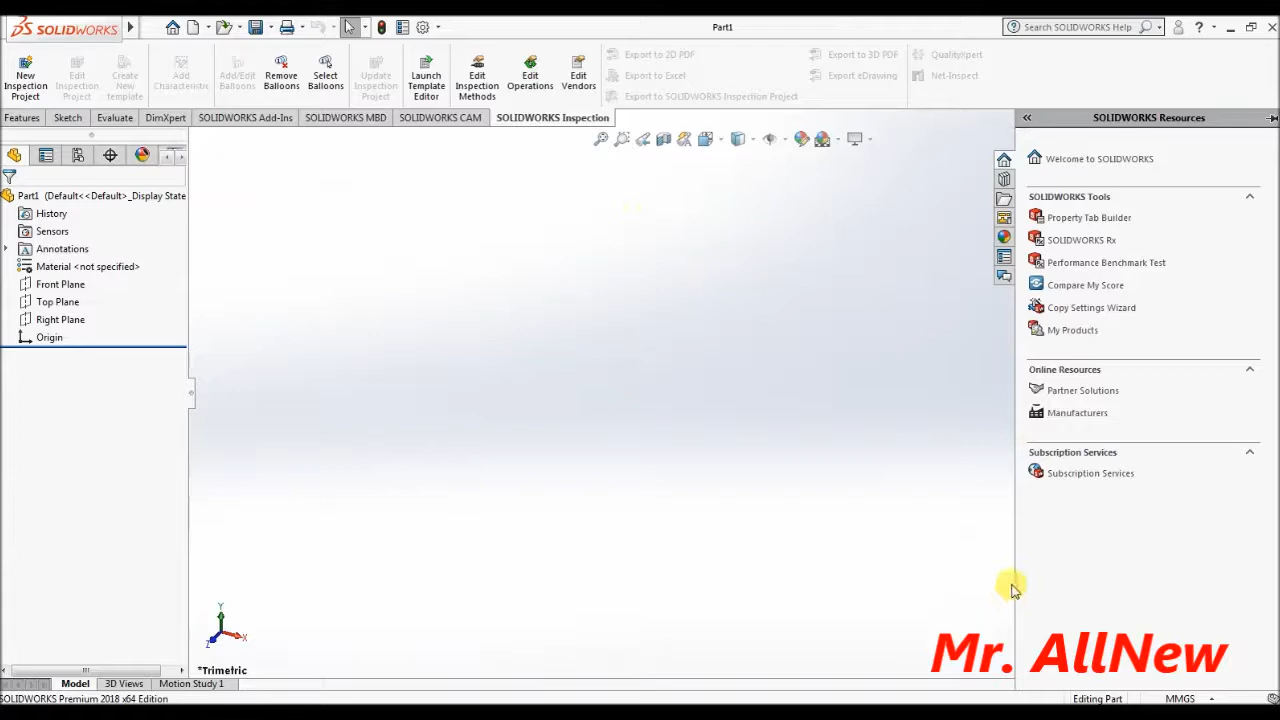 SOLIDWORKS
Part1
Search SOLIDWORKS Help
New Inspection Project
Edit Inspection Project
Create New template
Add Characteristic
Add/Edit Balloons
Remove Balloons
Select Balloons
Update Inspection Project
Launch Template Editor
Edit Inspection Methods
Edit Operations
Edit Vendors
Export to 2D PDF
Export to Excel
Export to SOLIDWORKS Inspection Project
Export to 3D PDF
Export eDrawing
QualityXpert
Net-Inspect
Features
Sketch
Evaluate
DimXpert
SOLIDWORKS Add-Ins
SOLIDWORKS MBD
SOLIDWORKS CAM
SOLIDWORKS Inspection
Part1 (Default<<Default>_Display State
History
Sensors
Annotations
Material <not specified>
Front Plane
Top Plane
Right Plane
Origin
SOLIDWORKS Resources
Welcome to SOLIDWORKS
SOLIDWORKS Tools
Property Tab Builder
SOLIDWORKS Rx
Performance Benchmark Test
Compare My Score
Copy Settings Wizard
My Products
Online Resources
Partner Solutions
Manufacturers
Subscription Services
Subscription Services
Y
X
Z
*Trimetric
Mr. AllNew
Model
3D Views
Motion Study 1
SOLIDWORKS Premium 2018 x64 Edition
Editing Part
MMGS